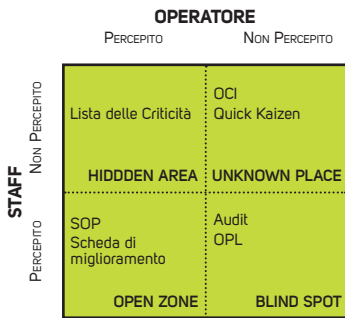 OPERATORE
PERCEPITO NON PERCEPITO
STAFF
NON PERCEPITO
PERCEPITO
Lista delle Criticità
HIDDDEN AREA
OCI
Quick Kaizen
UNKNOWN PLACE
SOP
Scheda di
miglioramento
OPEN ZONE
Audit
OPL
BLIND SPOT